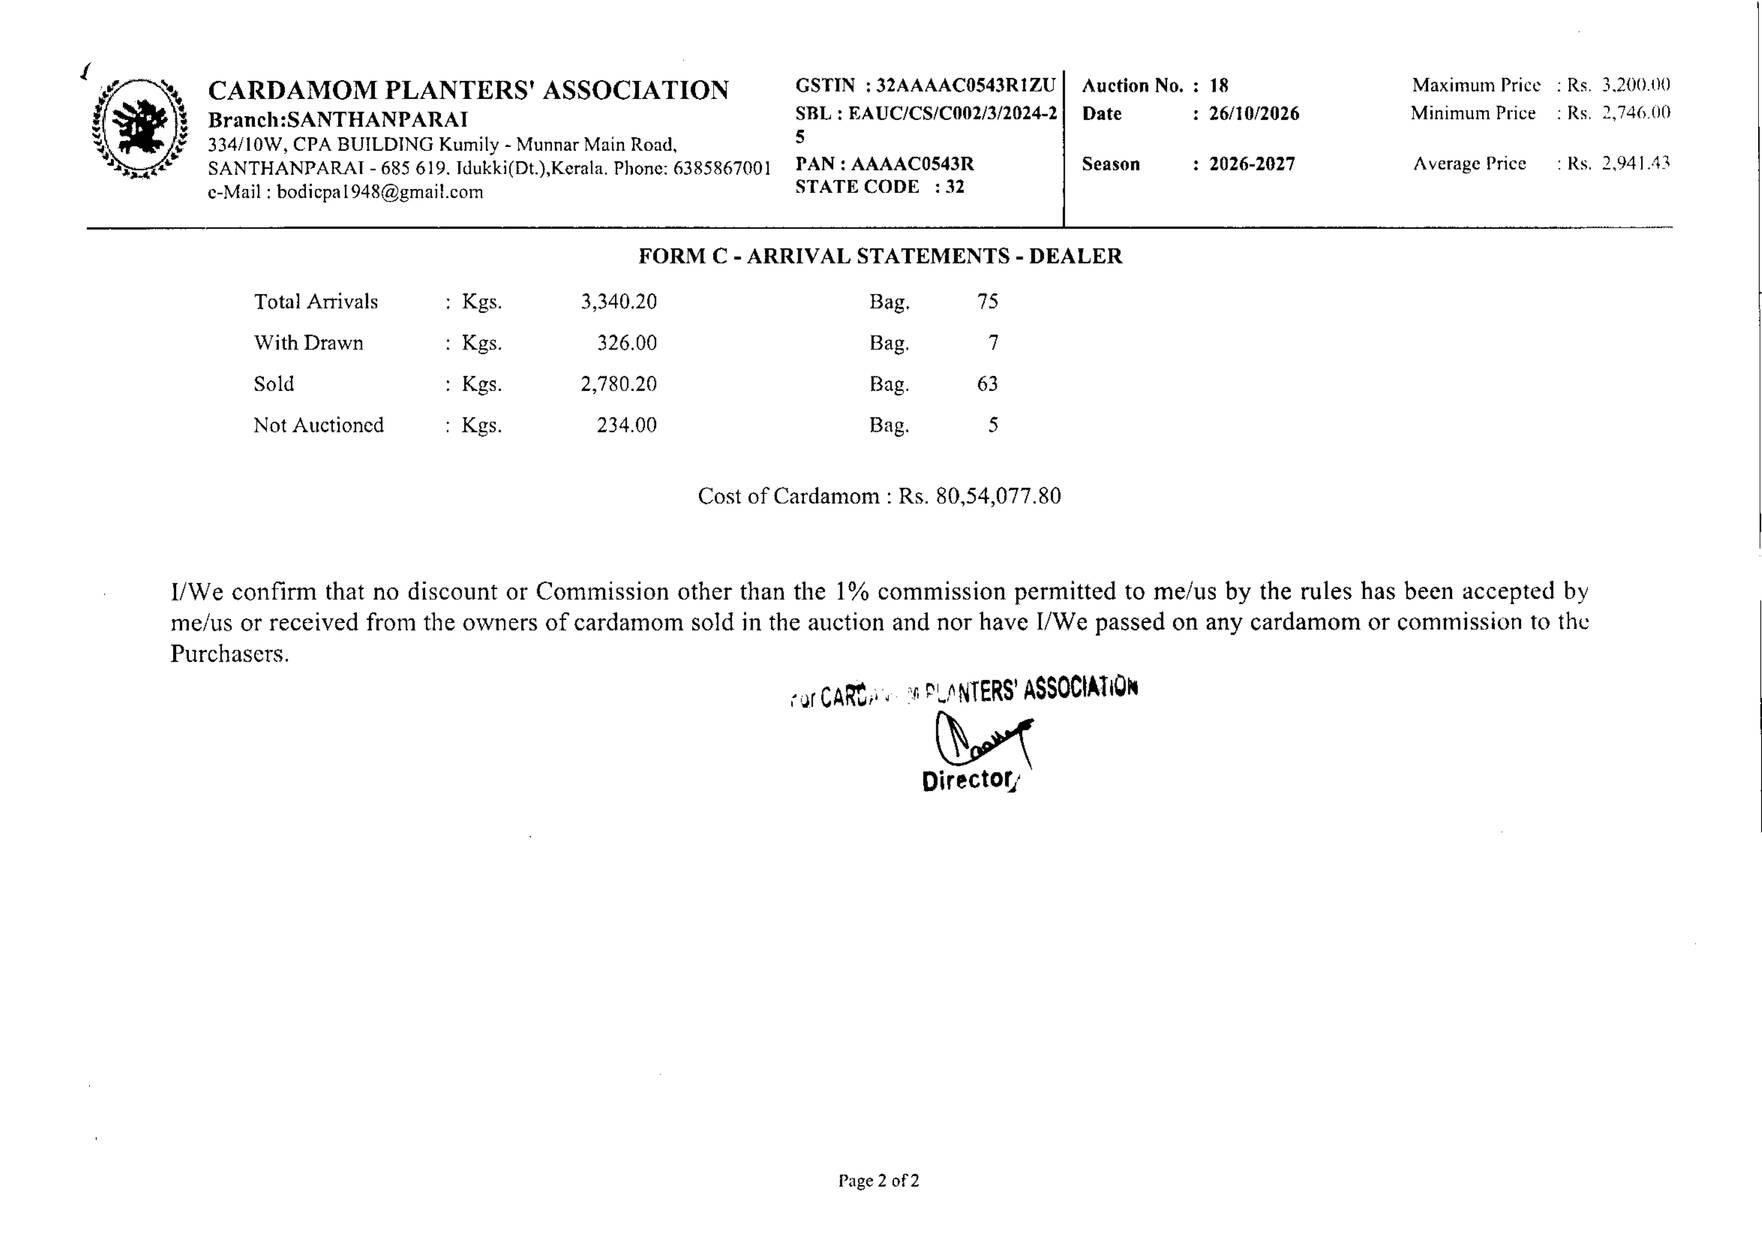 CARDAMOM PLANTERS' ASSOCIATION
Branch:SANTHANPARAI
334/10W, CPA BUILDING Kumily - Munnar Main Road,
SANTHANPARAI - 685 619. Idukki(Dt.),Kerala. Phone: 6385867001
e-Mail : bodicpa1948@gmail.com
GSTIN : 32AAAAC0543R1ZU
SBL : EAUC/CS/C002/3/2024-2
5
PAN : AAAAC0543R
STATE CODE : 32
Auction No. : 18
Date : 26/10/2026
Season : 2026-2027
Maximum Price : Rs. 3,200.00
Minimum Price : Rs. 2,746.00
Average Price : Rs. 2,941.43
FORM C - ARRIVAL STATEMENTS - DEALER
Total Arrivals : Kgs. 3,340.20 Bag. 75
With Drawn : Kgs. 326.00 Bag. 7
Sold : Kgs. 2,780.20 Bag. 63
Not Auctioned : Kgs. 234.00 Bag. 5
Cost of Cardamom : Rs. 80,54,077.80
I/We confirm that no discount or Commission other than the 1% commission permitted to me/us by the rules has been accepted by
me/us or received from the owners of cardamom sold in the auction and nor have I/We passed on any cardamom or commission to the
Purchasers.
For PLANTERS' ASSOCIATION
Director
Page 2 of 2